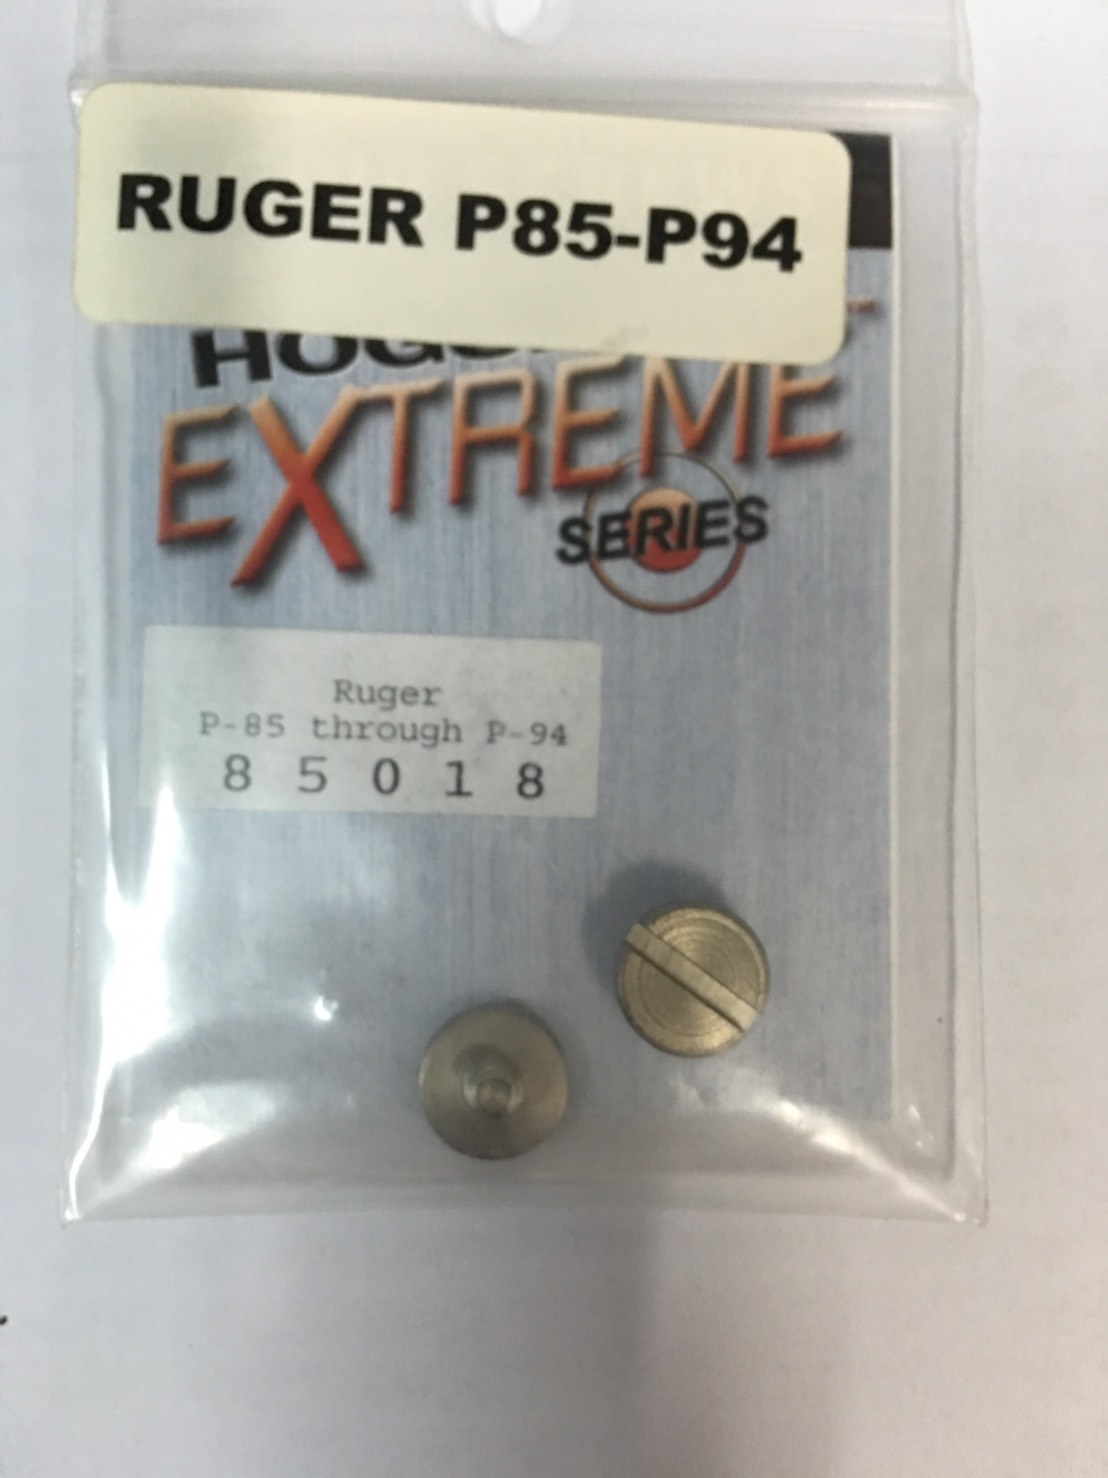 RUGER P85-P94
EXTREME
SERIES
Ruger
P-85 through P-94
8 5 0 1 8